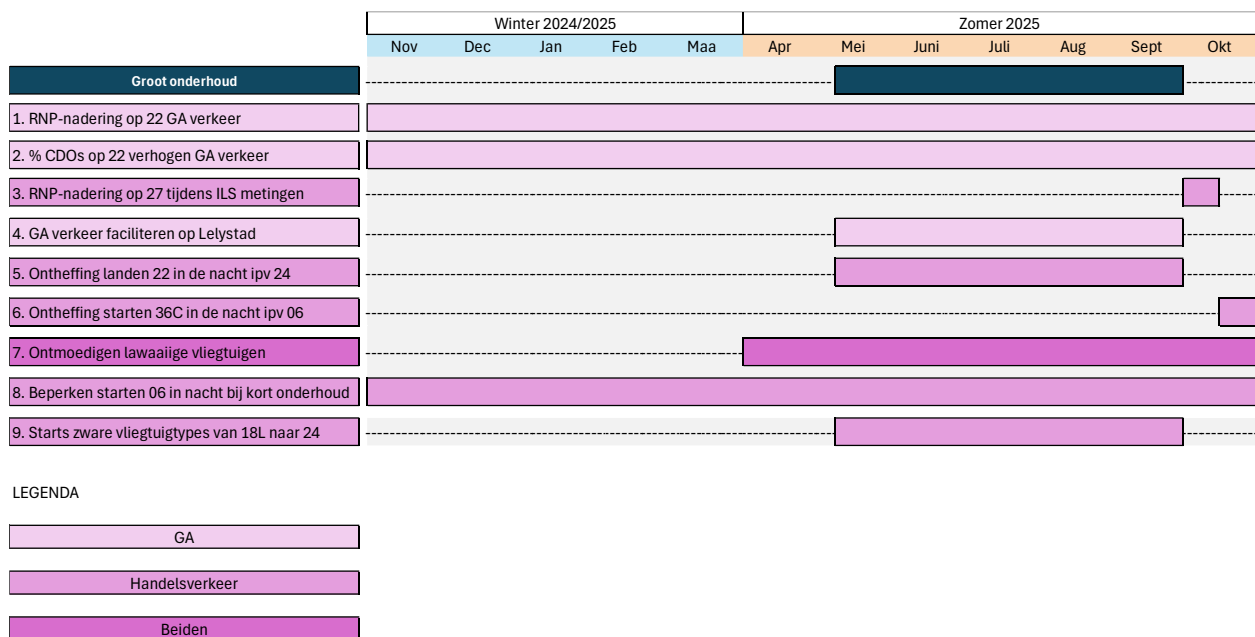 Winter 2024/2025 Zomer 2025
Nov Dec Jan Feb Maa Apr Mei Juni Juli Aug Sept Okt
Groot onderhoud
1. RNP-nadering op 22 GA verkeer
2. % CDOs op 22 verhogen GA verkeer
3. RNP-nadering op 27 tijdens ILS metingen
4. GA verkeer faciliteren op Lelystad
5. Ontheffing landen 22 in de nacht ipv 24
6. Ontheffing starten 36C in de nacht ipv 06
7. Ontmoedigen lawaaiige vliegtuigen
8. Beperken starten 06 in nacht bij kort onderhoud
9. Starts zware vliegtuigtypes van 18L naar 24
LEGENDA
GA
Handelsverkeer
Beiden